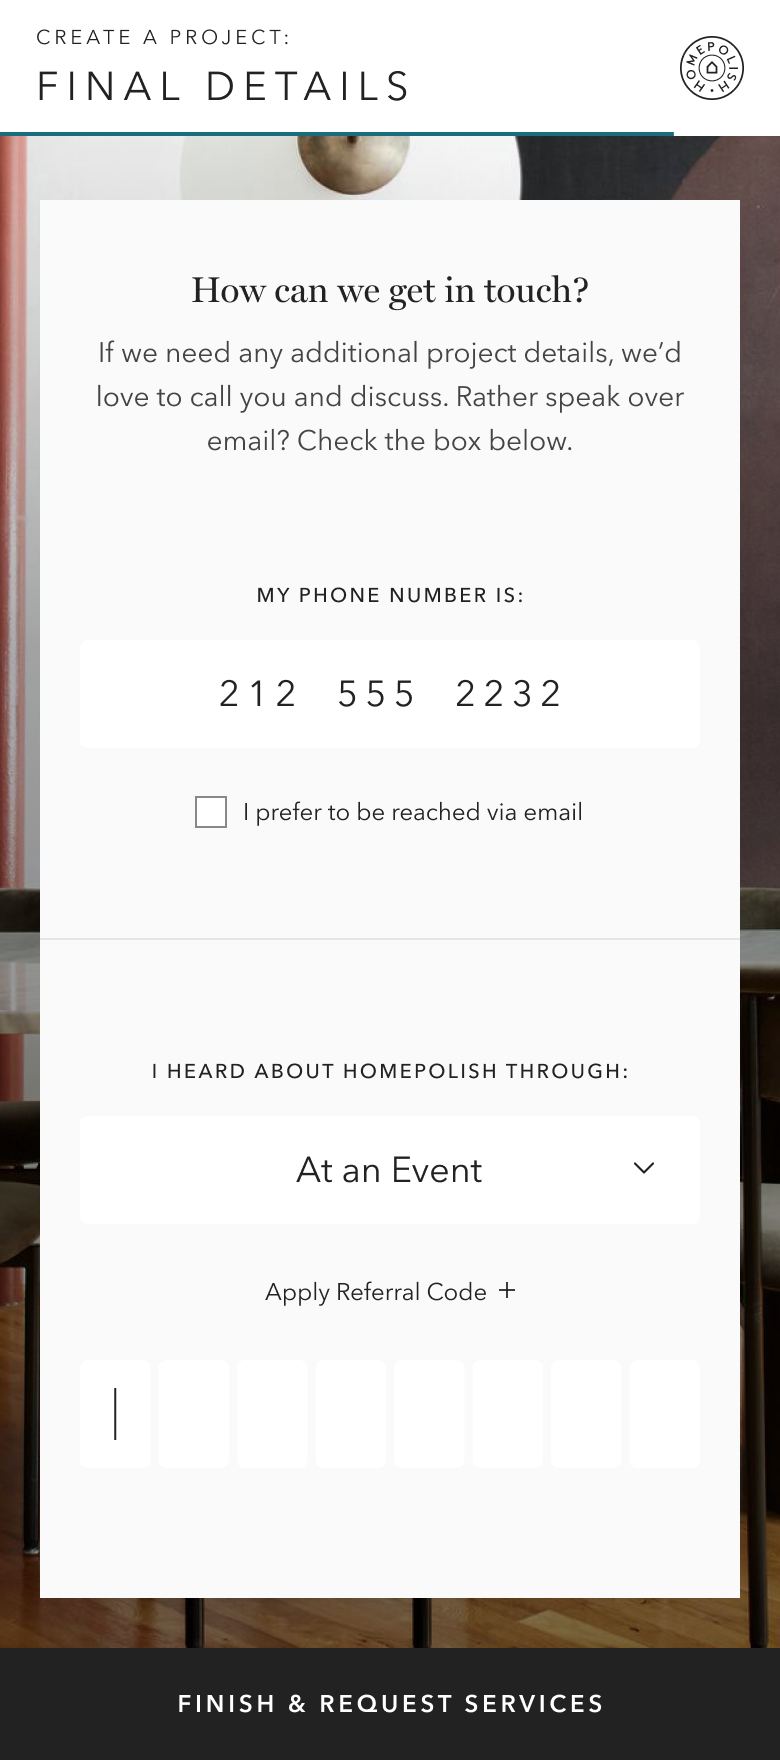 CREATE A PROJECT:
FINAL DETAILS
HOMEPOLISH
How can we get in touch?
If we need any additional project details, we’d
love to call you and discuss. Rather speak over
email? Check the box below.
MY PHONE NUMBER IS:
212 555 2232
I prefer to be reached via email
I HEARD ABOUT HOMEPOLISH THROUGH:
At an Event
Apply Referral Code +
FINISH & REQUEST SERVICES